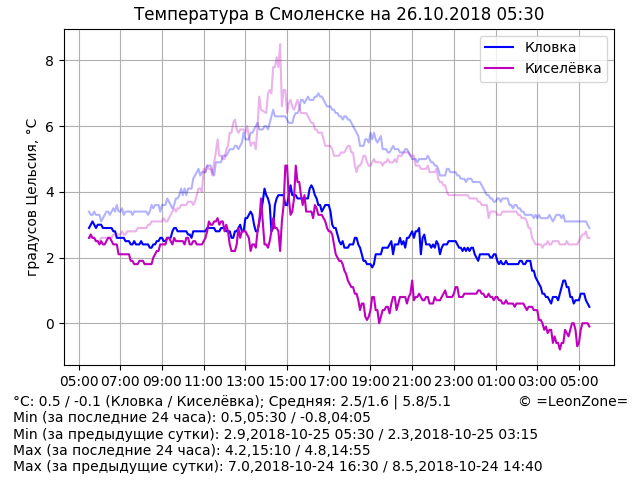 Температура в Смоленске на 26.10.2018 05:30
градусов Цельсия, °C
8
6
4
2
0
Кловка
Киселёвка
05:00 07:00 09:00 11:00 13:00 15:00 17:00 19:00 21:00 23:00 01:00 03:00 05:00
°C: 0.5 / -0.1 (Кловка / Киселёвка); Средняя: 2.5/1.6 | 5.8/5.1 © =LeonZone=
Min (за последние 24 часа): 0.5,05:30 / -0.8,04:05
Min (за предыдущие сутки): 2.9,2018-10-25 05:30 / 2.3,2018-10-25 03:15
Max (за последние 24 часа): 4.2,15:10 / 4.8,14:55
Max (за предыдущие сутки): 7.0,2018-10-24 16:30 / 8.5,2018-10-24 14:40